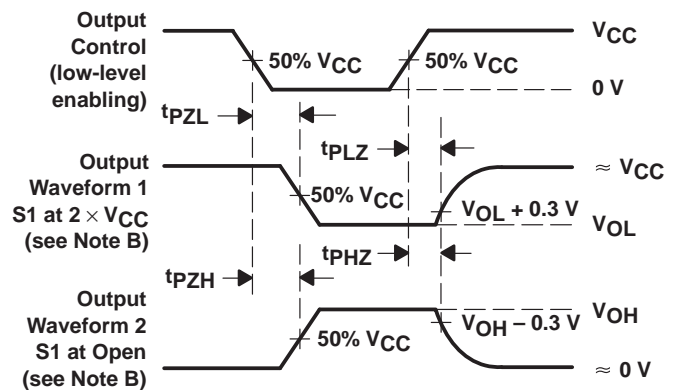 Output
Control
(low-level
enabling)
50% VCC
50% VCC
VCC
0 V
tPZL
tPLZ
Output
Waveform 1
S1 at 2 × VCC
(see Note B)
50% VCC
≈ VCC
VOL + 0.3 V
VOL
tPZH
tPHZ
Output
Waveform 2
S1 at Open
(see Note B)
50% VCC
VOH
VOH – 0.3 V
≈ 0 V